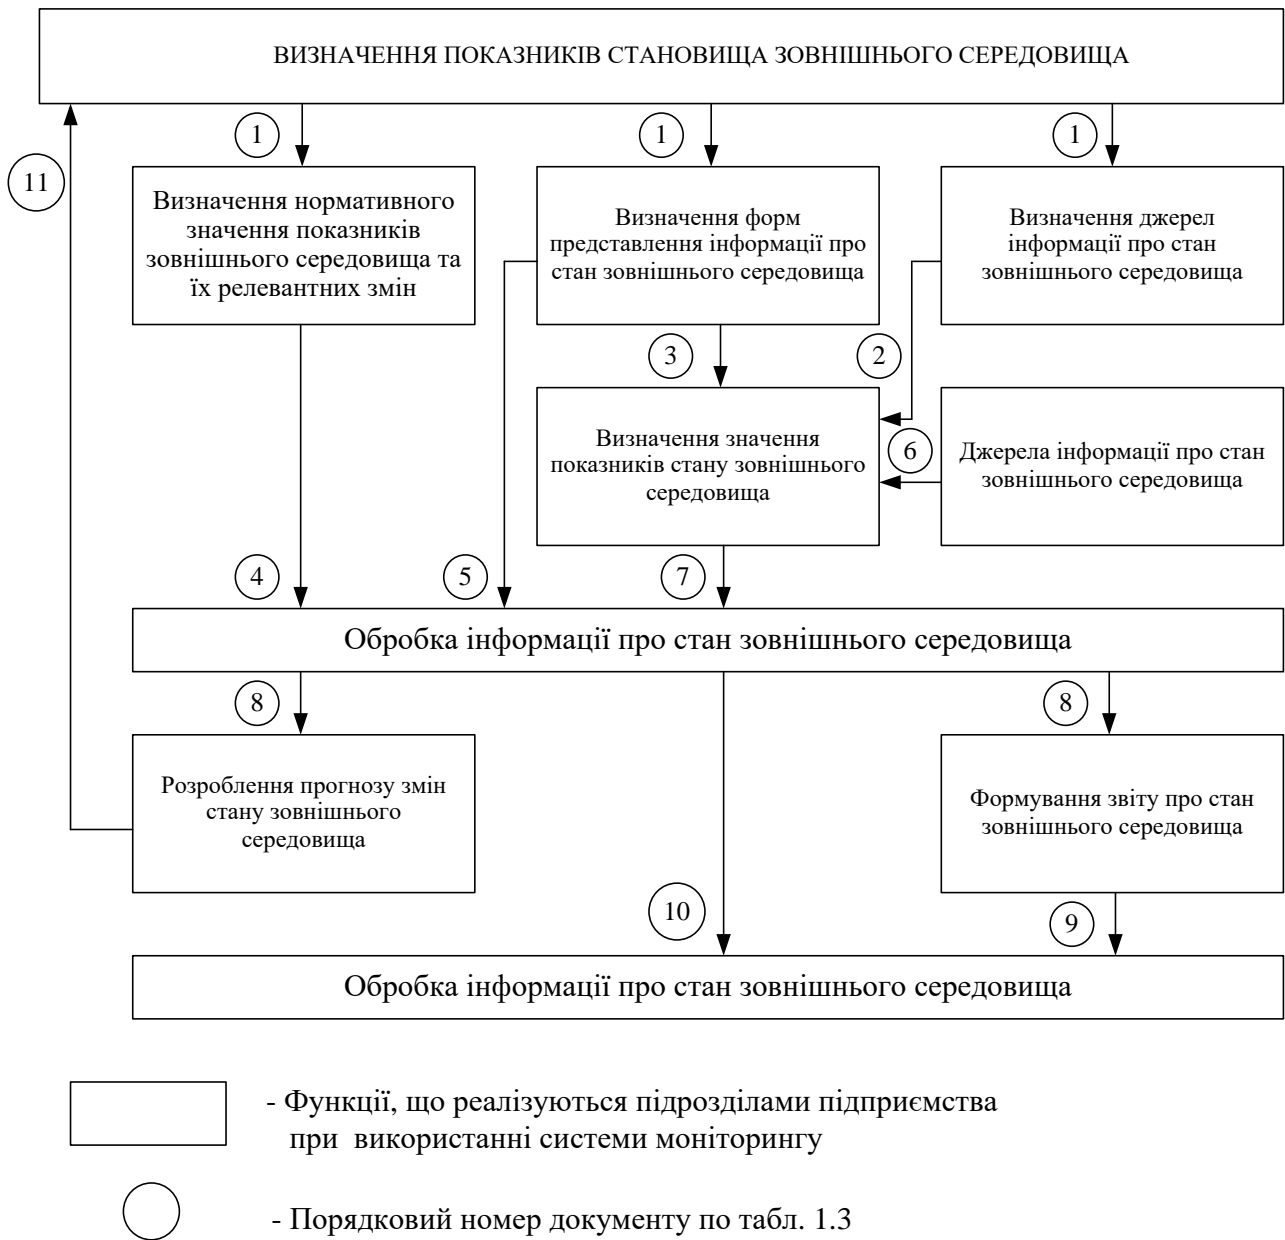 ВИЗНАЧЕННЯ ПОКАЗНИКІВ СТАНОВИЩА ЗОВНІШНЬОГО СЕРЕДОВИЩА
1
1
1
11
Визначення нормативного
значення показників
зовнішнього середовища та
їх релевантних змін
Визначення форм
представлення інформації про
стан зовнішнього середовища
Визначення джерел
інформації про стан
зовнішнього середовища
3
2
Визначення значення
показників стану зовнішнього
середовища
6
Джерела інформації про стан
зовнішнього середовища
4
5
7
Обробка інформації про стан зовнішнього середовища
8
8
Розроблення прогнозу змін
стану зовнішнього
середовища
Формування звіту про стан
зовнішнього середовища
10
9
Обробка інформації про стан зовнішнього середовища
- Функції, що реалізуються підрозділами підприємства
при використанні системи моніторингу
- Порядковий номер документу по табл. 1.3